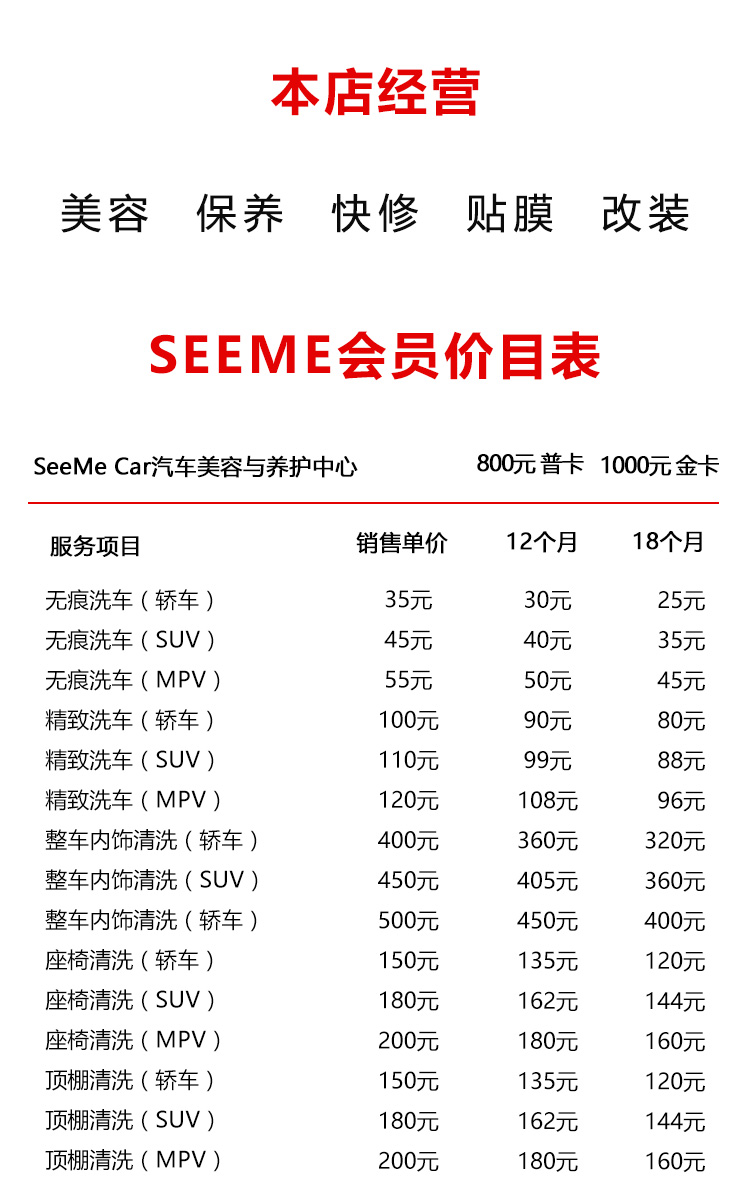 本店经营
美容 保养 快修 贴膜 改装
SEEME会员价目表
SeeMe Car汽车美容与养护中心 800元 普卡 1000元 金卡
服务项目 销售单价 12个月 18个月
无痕洗车（轿车） 35元 30元 25元
无痕洗车（SUV） 45元 40元 35元
无痕洗车（MPV） 55元 50元 45元
精致洗车（轿车） 100元 90元 80元
精致洗车（SUV） 110元 99元 88元
精致洗车（MPV） 120元 108元 96元
整车内饰清洗（轿车） 400元 360元 320元
整车内饰清洗（SUV） 450元 405元 360元
整车内饰清洗（轿车） 500元 450元 400元
座椅清洗（轿车） 150元 135元 120元
座椅清洗（SUV） 180元 162元 144元
座椅清洗（MPV） 200元 180元 160元
顶棚清洗（轿车） 150元 135元 120元
顶棚清洗（SUV） 180元 162元 144元
顶棚清洗（MPV） 200元 180元 160元